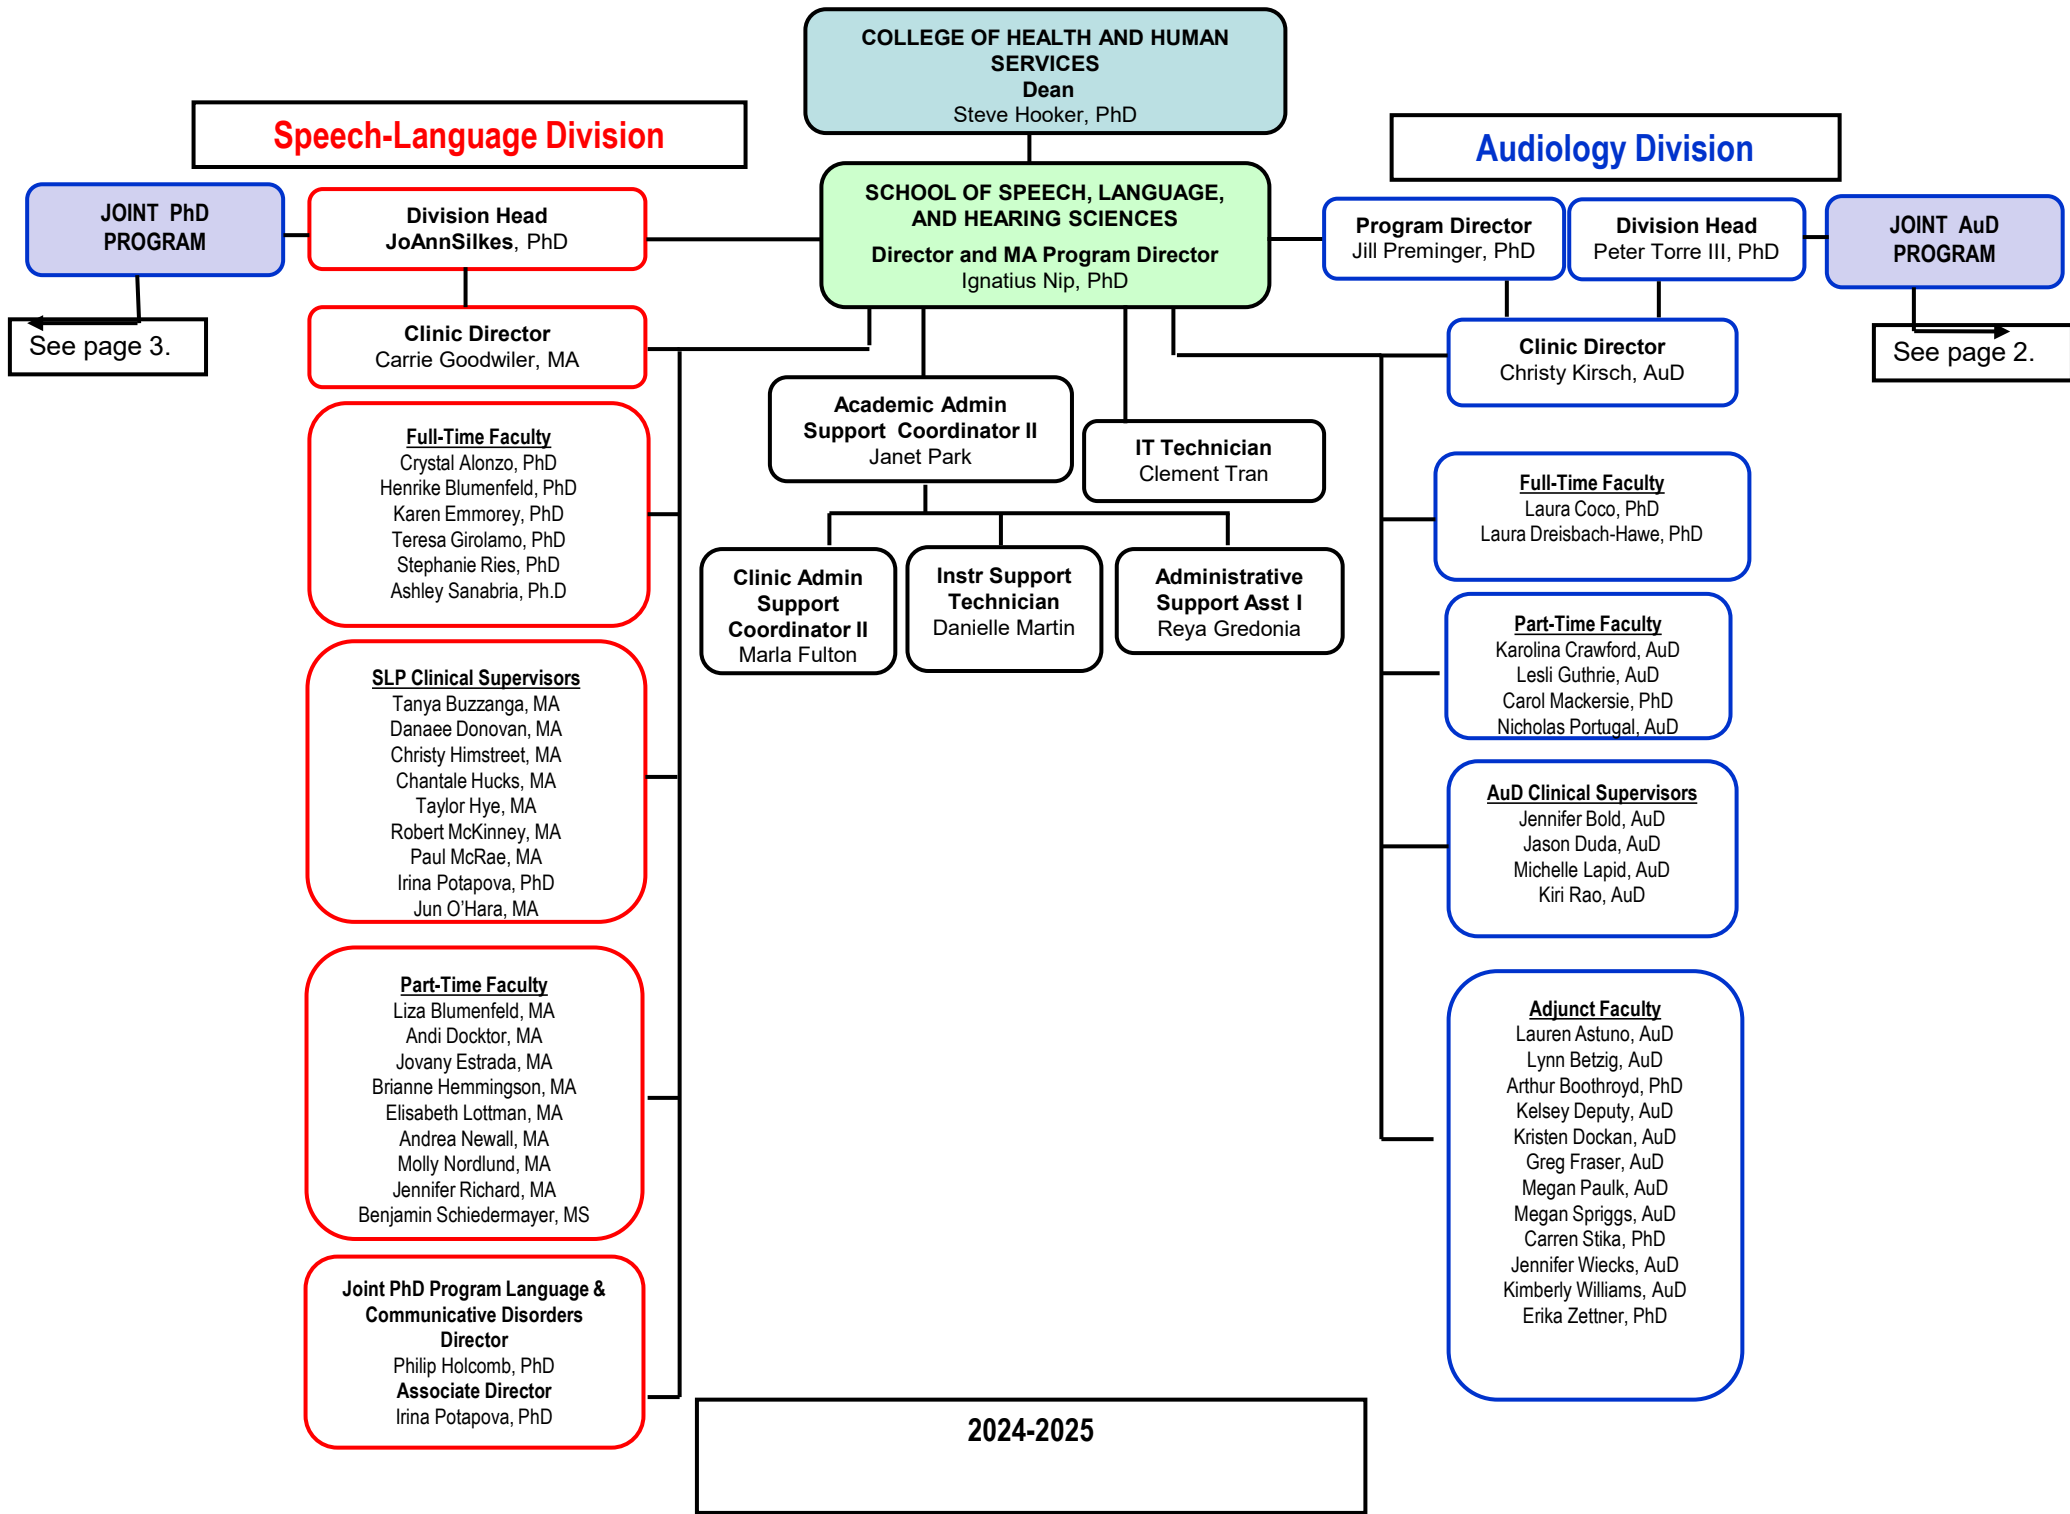 COLLEGE OF HEALTH AND HUMAN
SERVICES
Dean
Steve Hooker, PhD
Speech-Language Division
Audiology Division
JOINT PhD
PROGRAM
Division Head
JoAnnSilkes, PhD
SCHOOL OF SPEECH, LANGUAGE,
AND HEARING SCIENCES
Director and MA Program Director
Ignatius Nip, PhD
Program Director
Jill Preminger, PhD
Division Head
Peter Torre III, PhD
JOINT AuD
PROGRAM
See page 3.
Clinic Director
Carrie Goodwiler, MA
Clinic Director
Christy Kirsch, AuD
See page 2.
Academic Admin
Support Coordinator II
Janet Park
IT Technician
Clement Tran
Clinic Admin
Support
Coordinator II
Marla Fulton
Instr Support
Technician
Danielle Martin
Administrative
Support Asst I
Reya Gredonia
Full-Time Faculty
Crystal Alonzo, PhD
Henrike Blumenfeld, PhD
Karen Emmorey, PhD
Teresa Girolamo, PhD
Stephanie Ries, PhD
Ashley Sanabria, Ph.D
SLP Clinical Supervisors
Tanya Buzzanga, MA
Danaee Donovan, MA
Christy Himstreet, MA
Chantale Hucks, MA
Taylor Hye, MA
Robert McKinney, MA
Paul McRae, MA
Irina Potapova, PhD
Jun O’Hara, MA
Part-Time Faculty
Liza Blumenfeld, MA
Andi Docktor, MA
Jovany Estrada, MA
Brianne Hemmingson, MA
Elisabeth Lottman, MA
Andrea Newall, MA
Molly Nordlund, MA
Jennifer Richard, MA
Benjamin Schiedermayer, MS
Joint PhD Program Language &
Communicative Disorders
Director
Philip Holcomb, PhD
Associate Director
Irina Potapova, PhD
Full-Time Faculty
Laura Coco, PhD
Laura Dreisbach-Hawe, PhD
Part-Time Faculty
Karolina Crawford, AuD
Lesli Guthrie, AuD
Carol Mackersie, PhD
Nicholas Portugal, AuD
AuD Clinical Supervisors
Jennifer Bold, AuD
Jason Duda, AuD
Michelle Lapid, AuD
Kiri Rao, AuD
Adjunct Faculty
Lauren Astuno, AuD
Lynn Betzig, AuD
Arthur Boothroyd, PhD
Kelsey Deputy, AuD
Kristen Dockan, AuD
Greg Fraser, AuD
Megan Paulk, AuD
Megan Spriggs, AuD
Carren Stika, PhD
Jennifer Wiecks, AuD
Kimberly Williams, AuD
Erika Zettner, PhD
2024-2025